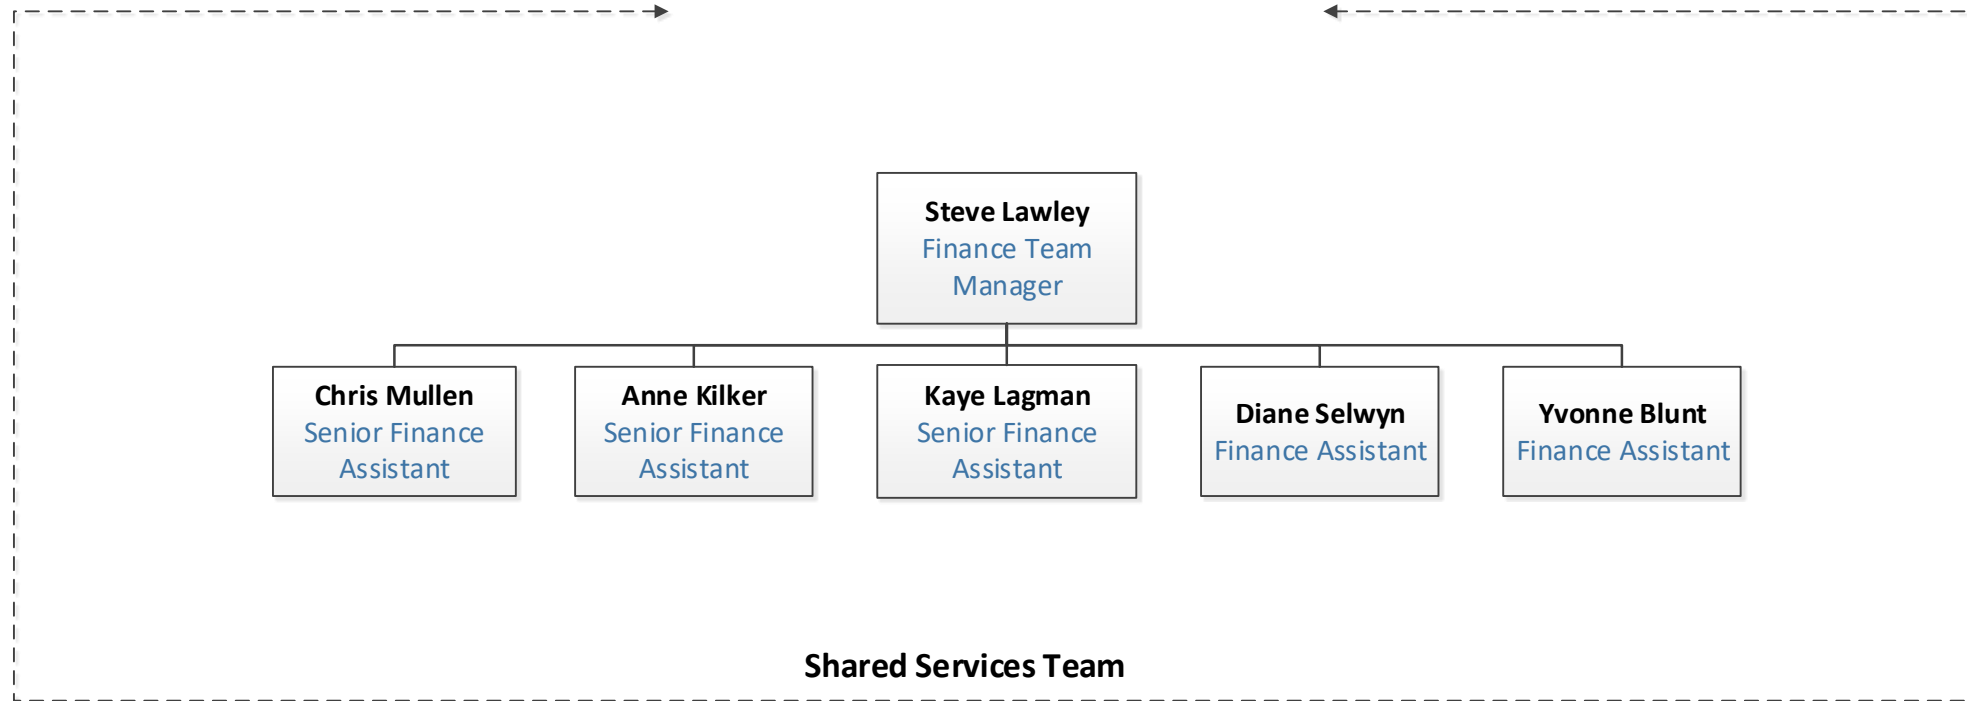 Steve Lawley
Finance Team
Manager
Chris Mullen
Senior Finance
Assistant
Anne Kilker
Senior Finance
Assistant
Kaye Lagman
Senior Finance
Assistant
Diane Selwyn
Finance Assistant
Yvonne Blunt
Finance Assistant
Shared Services Team